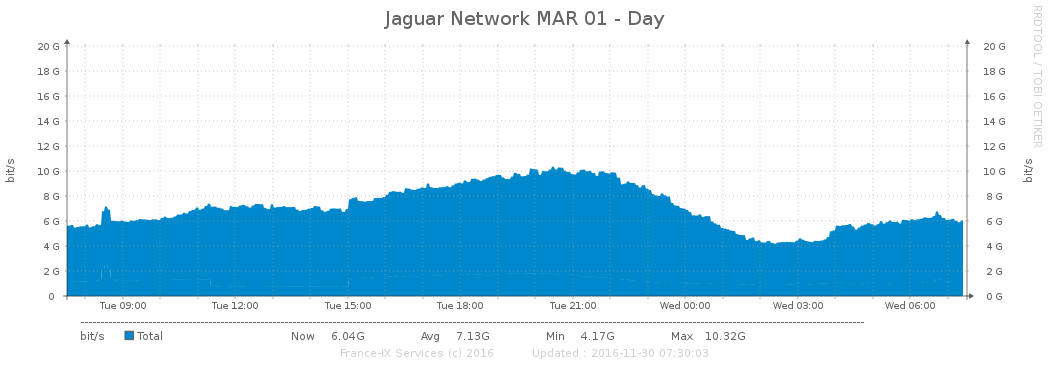 Jaguar Network MAR 01 - Day
RRDTOOL / TOBI OETIKER
bit/s
bit/s
20 G 20 G
18 G 18 G
16 G 16 G
14 G 14 G
12 G 12 G
10 G 10 G
8 G 8 G
6 G 6 G
4 G 4 G
2 G 2 G
0 0 G
Tue 09:00 Tue 12:00 Tue 15:00 Tue 18:00 Tue 21:00 Wed 00:00 Wed 03:00 Wed 06:00
bit/s Total Now 6.04G Avg 7.13G Min 4.17G Max 10.32G
France-IX Services (c) 2016 Updated : 2016-11-30 07:30:03